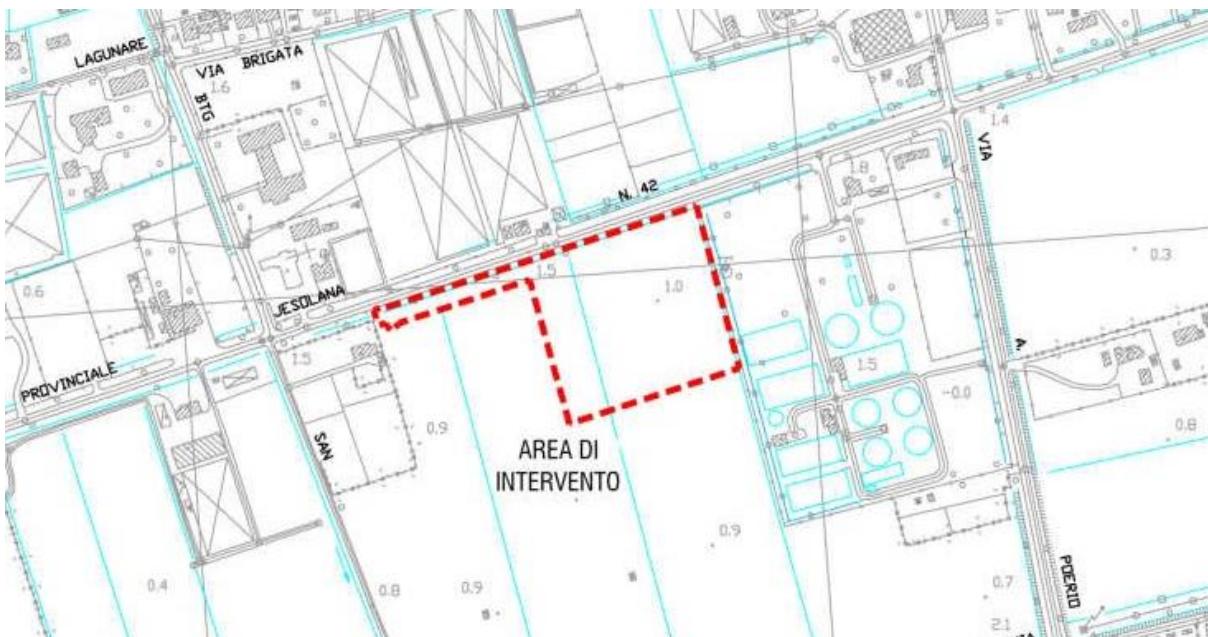 LAGUNARE
VIA BRIGATA
BTG
1.6
N. 42
1.8
1.4
VIA
0.3
0.6
JESOLANA
1.5
1.0
PROVINCIALE
1.5
1.5
A.
-0.0
SAN
0.9
AREA DI
INTERVENTO
0.8
0.9
0.4
0.8
0.9
POERIO
0.7
2.1